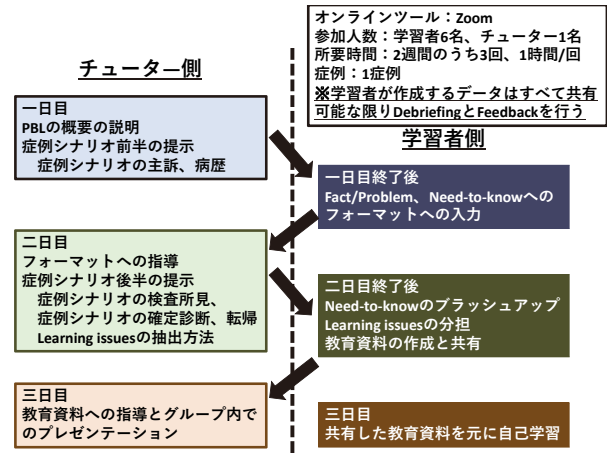 オンラインツール：Zoom
参加人数：学習者6名、チューター1名
所要時間：2週間のうち3回、1時間/回
症例：1症例
※学習者が作成するデータはすべて共有
可能な限りDebriefingとFeedbackを行う
チューター側
学習者側
一日目
PBLの概要の説明
症例シナリオ前半の提示
症例シナリオの主訴、病歴
一日目終了後
Fact/Problem、Need-to-knowへの
フォーマットへの入力
二日目
フォーマットへの指導
症例シナリオ後半の提示
症例シナリオの検査所見、
症例シナリオの確定診断、転帰
Learning issuesの抽出方法
二日目終了後
Need-to-knowのブラッシュアップ
Learning issuesの分担
教育資料の作成と共有
三日目
教育資料への指導とグループ内で
のプレゼンテーション
三日目
共有した教育資料を元に自己学習